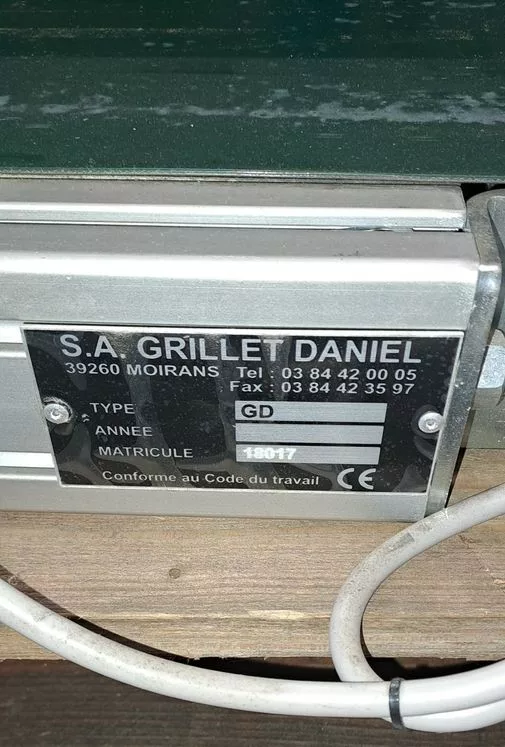 S.A. GRILLET DANIEL
39260 MOIRANS Tel : 03 84 42 00 05
Fax : 03 84 42 35 97
TYPE GD
ANNEE
MATRICULE 18017
Conforme au Code du travail CE